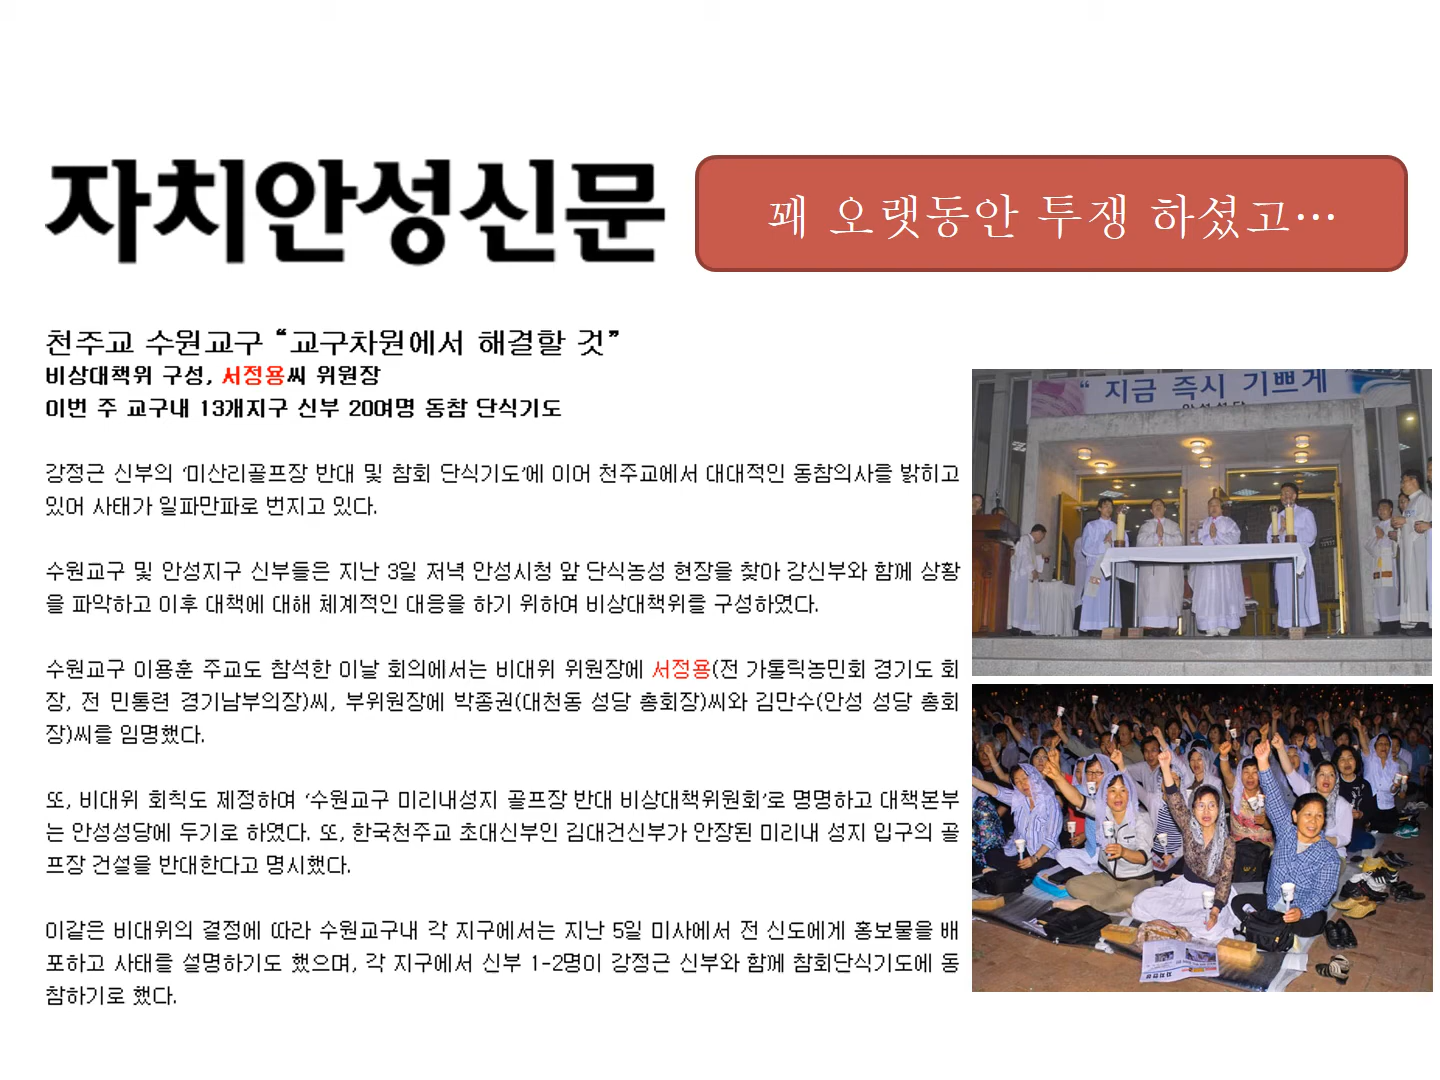 자치안성신문
꽤 오랫동안 투쟁 하셨고…
천주교 수원교구 “교구차원에서 해결할 것”
비상대책위 구성, 서정용씨 위원장
이번 주 교구내 13개지구 신부 20여명 동참 단식기도
강정근 신부의 ‘미산리골프장 반대 및 참회 단식기도’에 이어 천주교에서 대대적인 동참의사를 밝히고
있어 사태가 일파만파로 번지고 있다.
수원교구 및 안성지구 신부들은 지난 3일 저녁 안성시청 앞 단식농성 현장을 찾아 강신부와 함께 상황
을 파악하고 이후 대책에 대해 체계적인 대응을 하기 위하여 비상대책위를 구성하였다.
수원교구 이용훈 주교도 참석한 이날 회의에서는 비대위 위원장에 서정용(전 가톨릭농민회 경기도 회
장, 전 민통련 경기남부의장)씨, 부위원장에 박종권(대천동 성당 총회장)씨와 김만수(안성 성당 총회
장)씨를 임명했다.
또, 비대위 회칙도 제정하여 ‘수원교구 미리내성지 골프장 반대 비상대책위원회’로 명명하고 대책본부
는 안성성당에 두기로 하였다. 또, 한국천주교 초대신부인 김대건신부가 안장된 미리내 성지 입구의 골
프장 건설을 반대한다고 명시했다.
이같은 비대위의 결정에 따라 수원교구내 각 지구에서는 지난 5일 미사에서 전 신도에게 홍보물을 배
포하고 사태를 설명하기도 했으며, 각 지구에서 신부 1-2명이 강정근 신부와 함께 참회단식기도에 동
참하기로 했다.
“ 지금 즉시 기쁘게
자치안성